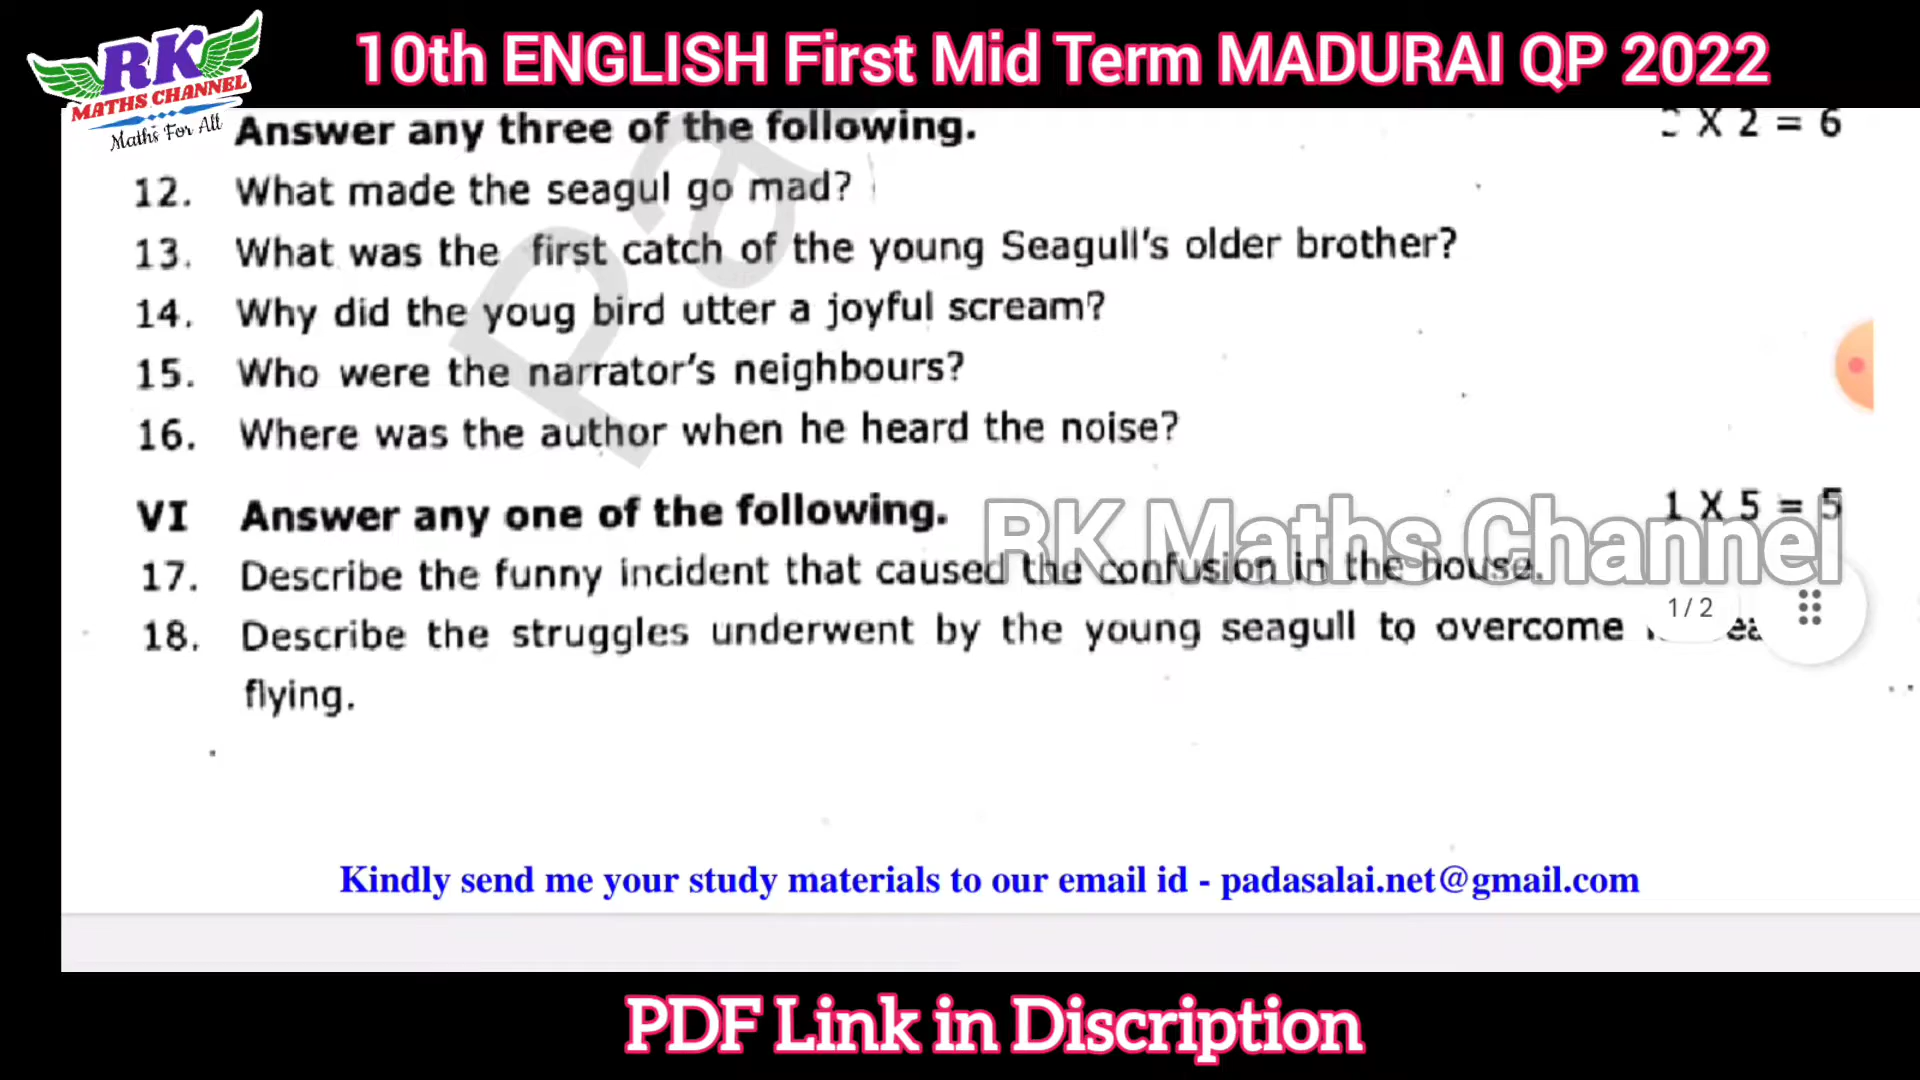 RK
MATHS CHANNEL
Maths For All
10th ENGLISH First Mid Term MADURAI QP 2022
Answer any three of the following. X 2 = 6
12. What made the seagul go mad?
13. What was the first catch of the young Seagull's older brother?
14. Why did the youg bird utter a joyful scream?
15. Who were the narrator's neighbours?
16. Where was the author when he heard the noise?
VI Answer any one of the following. 1 X 5 = 5
RK Maths Channel
17. Describe the funny incident that caused the confusion in the house.
1/2
18. Describe the struggles underwent by the young seagull to overcome
flying.
Pa
Kindly send me your study materials to our email id - padasalai.net@gmail.com
PDF Link in Discription